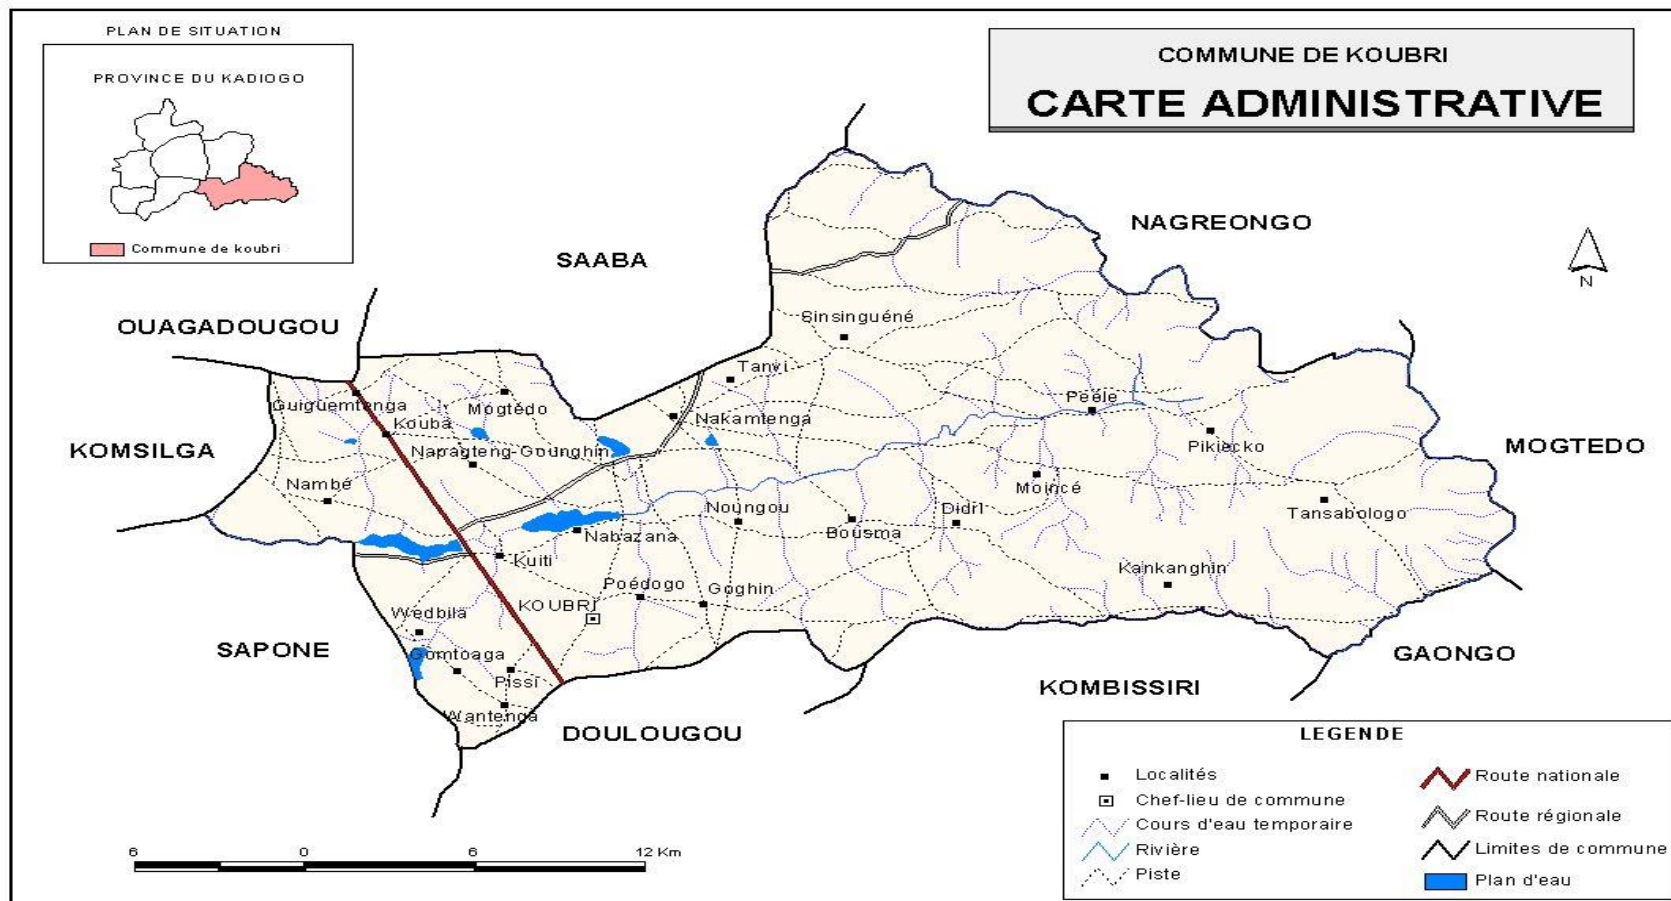 PLAN DE SITUATION
PROVINCE DU KADIOGO
Commune de koubri
COMMUNE DE KOUBRI
CARTE ADMINISTRATIVE
NAGREONGO
SAABA
N
OUAGADOUGOU
Sinsinguéné
Tanvi
Guiguemtenga
Mogtédo
Peéle
Nakamtenga
Kouba
KOMSILGA
Napagteng-Gounghin
Pikiecko
MOGTEDO
Nambé
Moincé
Noungou
Didri
Tansabologo
Nabazana
Bousma
Kuiti
Kankanghin
Poédogo
Goghin
KOUBRI
Wédbila
SAPONE
Gomtoaga
GAONGO
Pissi
KOMBISSIRI
Wantenga
DOULOUGOU
LEGENDE
Localités
Chef-lieu de commune
Cours d'eau temporaire
Rivière
Piste
Route nationale
Route régionale
Limites de commune
Plan d'eau
6 0 6 12 Km